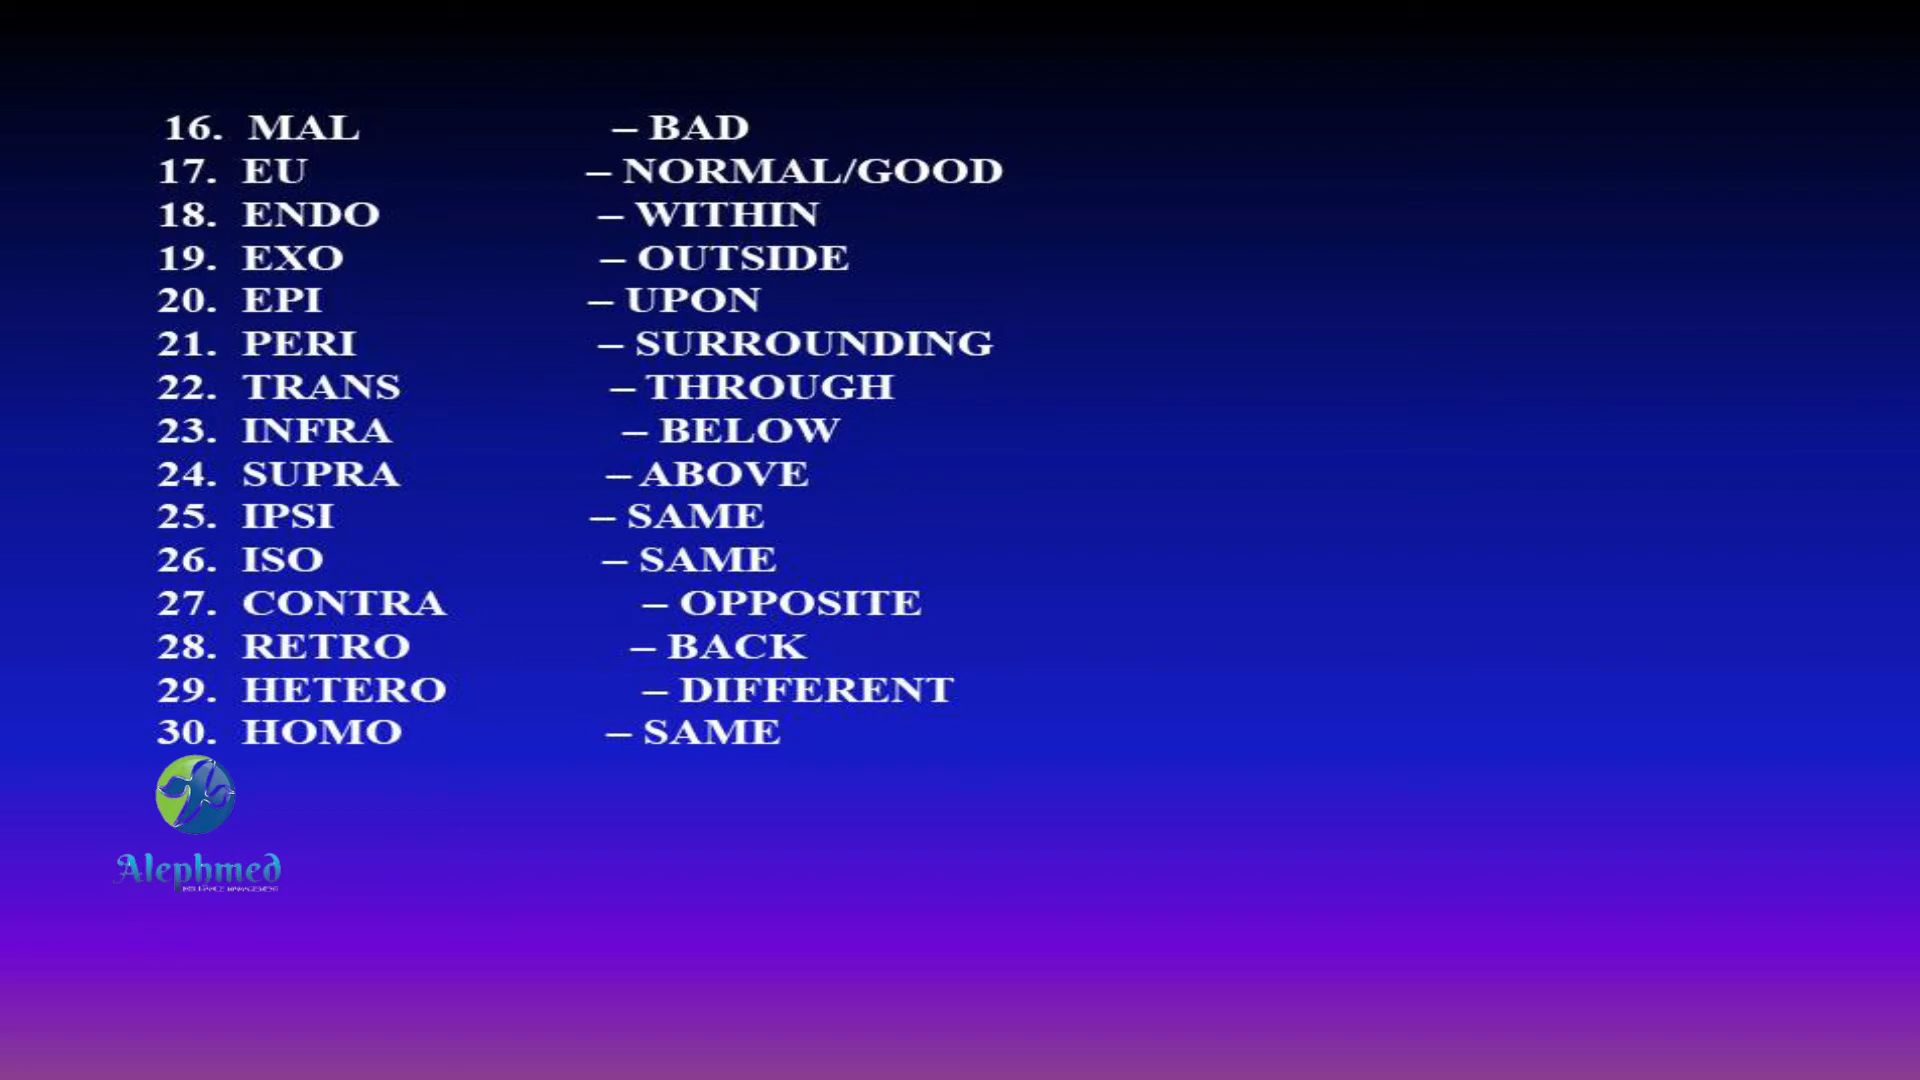 16. MAL – BAD
17. EU – NORMAL/GOOD
18. ENDO – WITHIN
19. EXO – OUTSIDE
20. EPI – UPON
21. PERI – SURROUNDING
22. TRANS – THROUGH
23. INFRA – BELOW
24. SUPRA – ABOVE
25. IPSI – SAME
26. ISO – SAME
27. CONTRA – OPPOSITE
28. RETRO – BACK
29. HETERO – DIFFERENT
30. HOMO – SAME
Alephmed